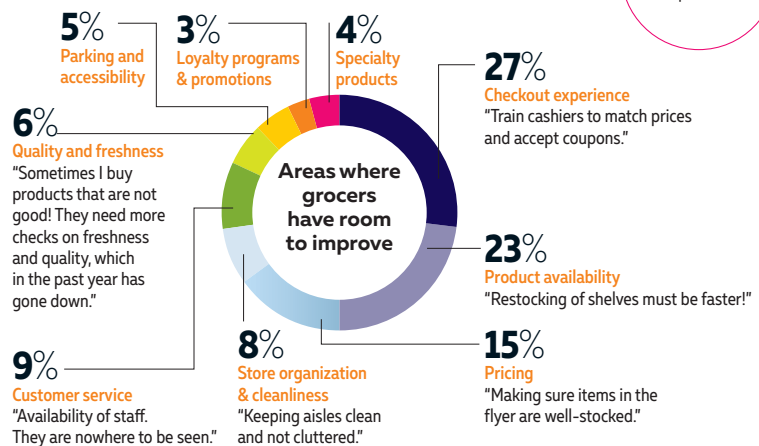 5%
Parking and
accessibility
3%
Loyalty programs
& promotions
4%
Specialty
products
27%
Checkout experience
"Train cashiers to match prices
and accept coupons."
6%
Quality and freshness
"Sometimes I buy
products that are not
good! They need more
checks on freshness
and quality, which
in the past year has
gone down."
Areas where
grocers
have room
to improve
23%
Product availability
"Restocking of shelves must be faster!"
9%
Customer service
"Availability of staff.
They are nowhere to be seen."
8%
Store organization
& cleanliness
"Keeping aisles clean
and not cluttered."
15%
Pricing
"Making sure items in the
flyer are well-stocked."